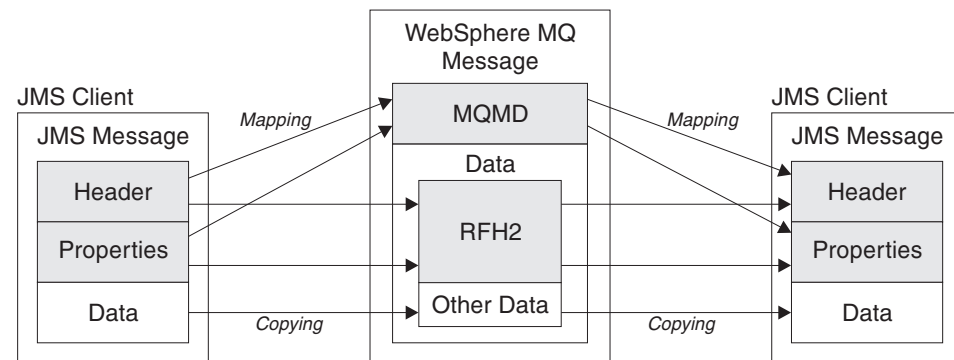 WebSphere MQ
Message
JMS Client
JMS Message
Header
Properties
Data
Mapping
Copying
MQMD
Data
RFH2
Other Data
Mapping
Copying
JMS Client
JMS Message
Header
Properties
Data